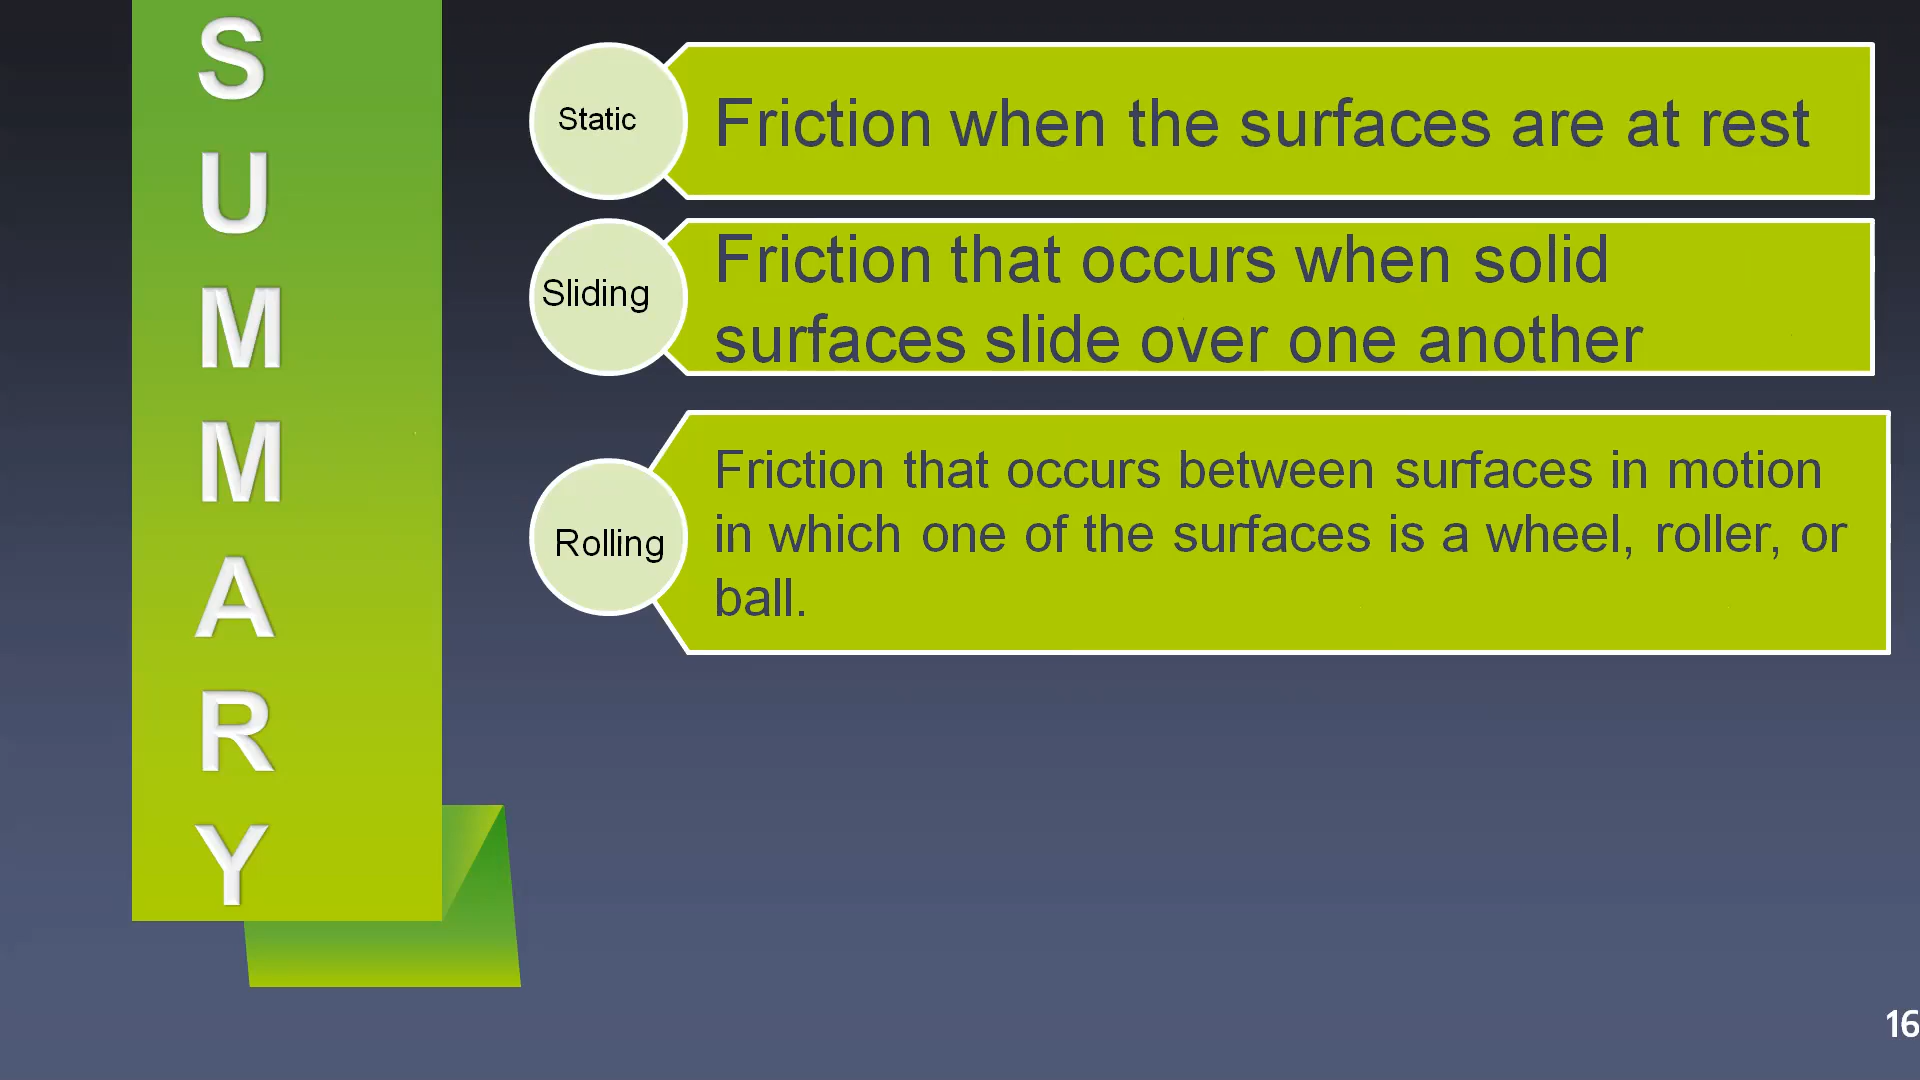 S
U
M
M
A
R
Y
Static
Friction when the surfaces are at rest
Sliding
Friction that occurs when solid
surfaces slide over one another
Rolling
Friction that occurs between surfaces in motion
in which one of the surfaces is a wheel, roller, or
ball.
16